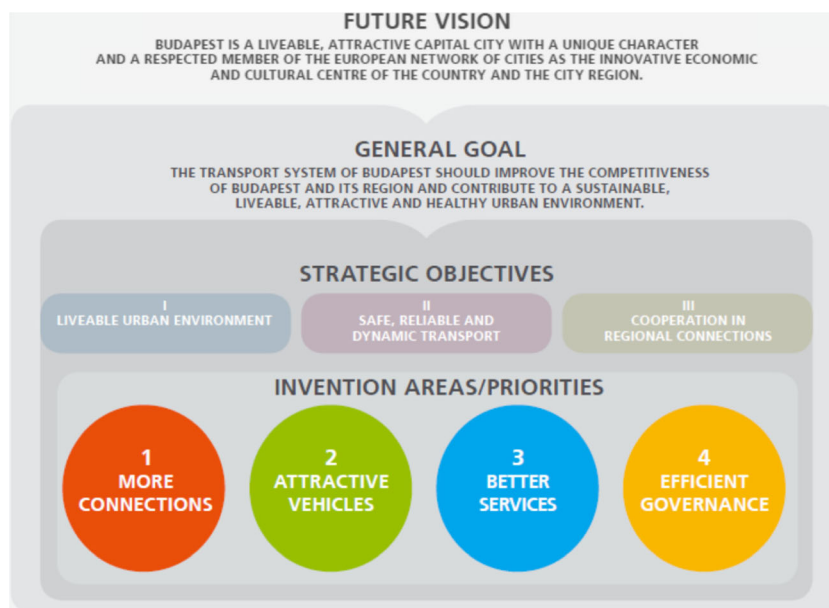 FUTURE VISION
BUDAPEST IS A LIVEABLE, ATTRACTIVE CAPITAL CITY WITH A UNIQUE CHARACTER
AND A RESPECTED MEMBER OF THE EUROPEAN NETWORK OF CITIES AS THE INNOVATIVE ECONOMIC
AND CULTURAL CENTRE OF THE COUNTRY AND THE CITY REGION.
GENERAL GOAL
THE TRANSPORT SYSTEM OF BUDAPEST SHOULD IMPROVE THE COMPETITIVENESS
OF BUDAPEST AND ITS REGION AND CONTRIBUTE TO A SUSTAINABLE,
LIVEABLE, ATTRACTIVE AND HEALTHY URBAN ENVIRONMENT.
STRATEGIC OBJECTIVES
I
LIVEABLE URBAN ENVIRONMENT
II
SAFE, RELIABLE AND
DYNAMIC TRANSPORT
III
COOPERATION IN
REGIONAL CONNECTIONS
INVENTION AREAS/PRIORITIES
1
MORE
CONNECTIONS
2
ATTRACTIVE
VEHICLES
3
BETTER
SERVICES
4
EFFICIENT
GOVERNANCE